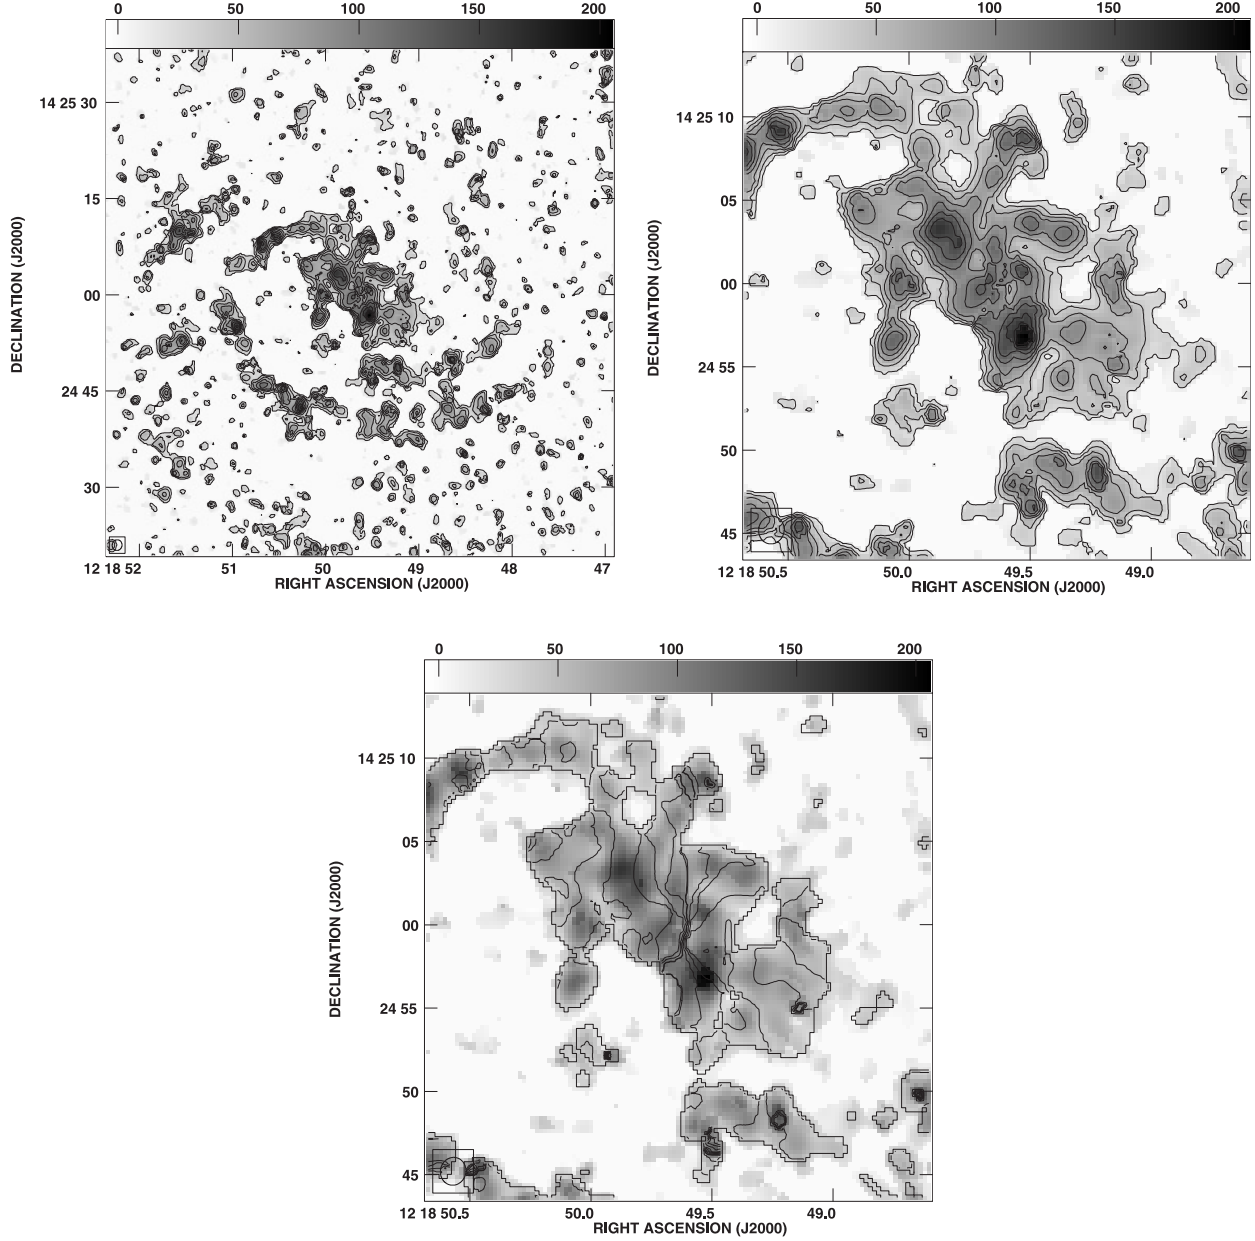 0 50 100 150 200
14 25 30
15
00
24 45
30
DECLINATION (J2000)
12 18 52 51 50 49 48 47
RIGHT ASCENSION (J2000)
0 50 100 150 200
14 25 10
05
00
24 55
50
45
DECLINATION (J2000)
12 18 50.5 50.0 49.5 49.0
RIGHT ASCENSION (J2000)
0 50 100 150 200
14 25 10
05
00
24 55
50
45
DECLINATION (J2000)
12 18 50.5 50.0 49.5 49.0
RIGHT ASCENSION (J2000)